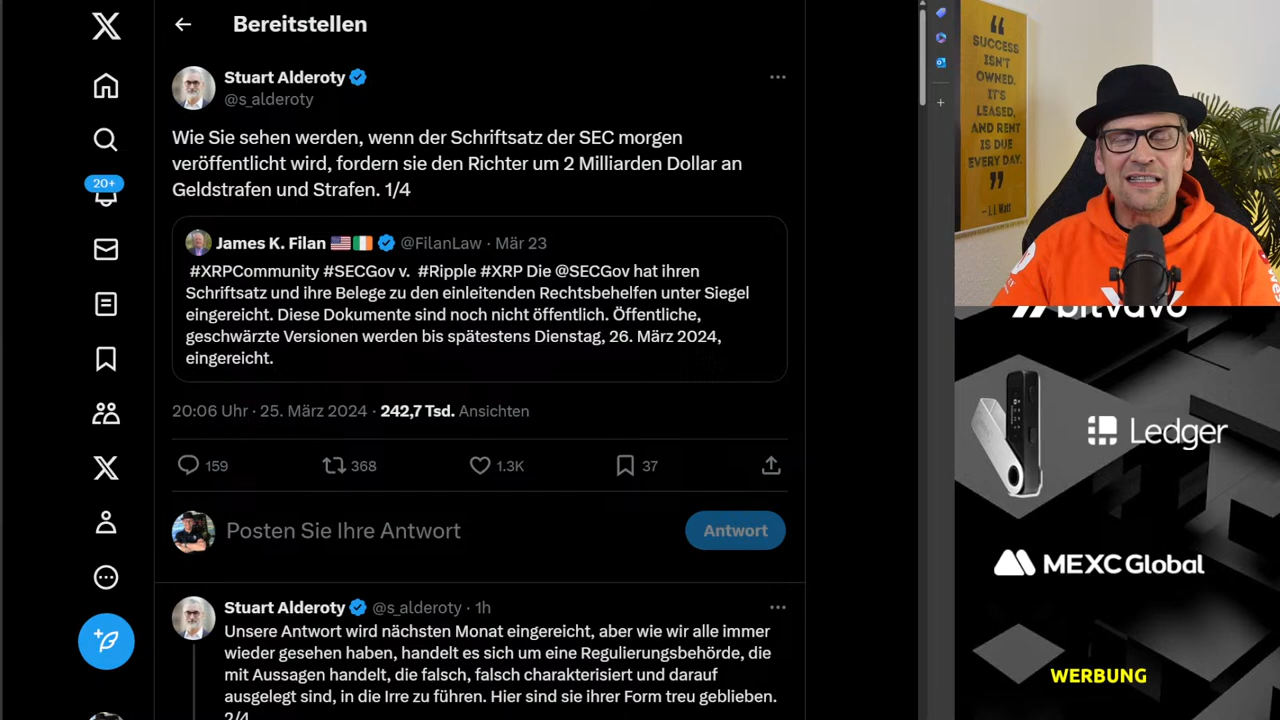 Bereitstellen
Stuart Alderoty
@s_alderoty
Wie Sie sehen werden, wenn der Schriftsatz der SEC morgen
veröffentlicht wird, fordern sie den Richter um 2 Milliarden Dollar an
Geldstrafen und Strafen. 1/4
James K. Filan 🇺🇸🇮🇪 @FilanLaw · Mär 23
#XRPCommunity #SECGov v. #Ripple #XRP Die @SECGov hat ihren
Schriftsatz und ihre Belege zu den einleitenden Rechtsbehelfen unter Siegel
eingereicht. Diese Dokumente sind noch nicht öffentlich. Öffentliche,
geschwärzte Versionen werden bis spätestens Dienstag, 26. März 2024,
eingereicht.
20:06 Uhr · 25. März 2024 · 242,7 Tsd. Ansichten
159 368 1.3K 37
Posten Sie Ihre Antwort
Antwort
Stuart Alderoty @s_alderoty · 1h
Unsere Antwort wird nächsten Monat eingereicht, aber wie wir alle immer
wieder gesehen haben, handelt es sich um eine Regulierungsbehörde, die
mit Aussagen handelt, die falsch, falsch charakterisiert und darauf
ausgelegt sind, in die Irre zu führen. Hier sind sie ihrer Form treu geblieben.
2/4
20+
“
SUCCESS
ISN'T
OWNED.
IT'S
LEASED,
AND RENT
IS DUE
EVERY DAY.
”
– J.J. Watt
bitvavo
Ledger
MEXC Global
WERBUNG